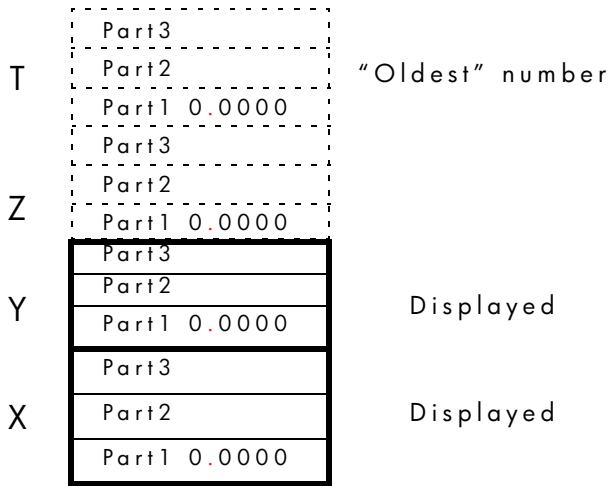 Part3
T Part2 “Oldest” number
Part1 0.0000
Part3
Part2
Z
Part1 0.0000
Part3
Part2
Y Displayed
Part1 0.0000
Part3
X Part2 Displayed
Part1 0.0000